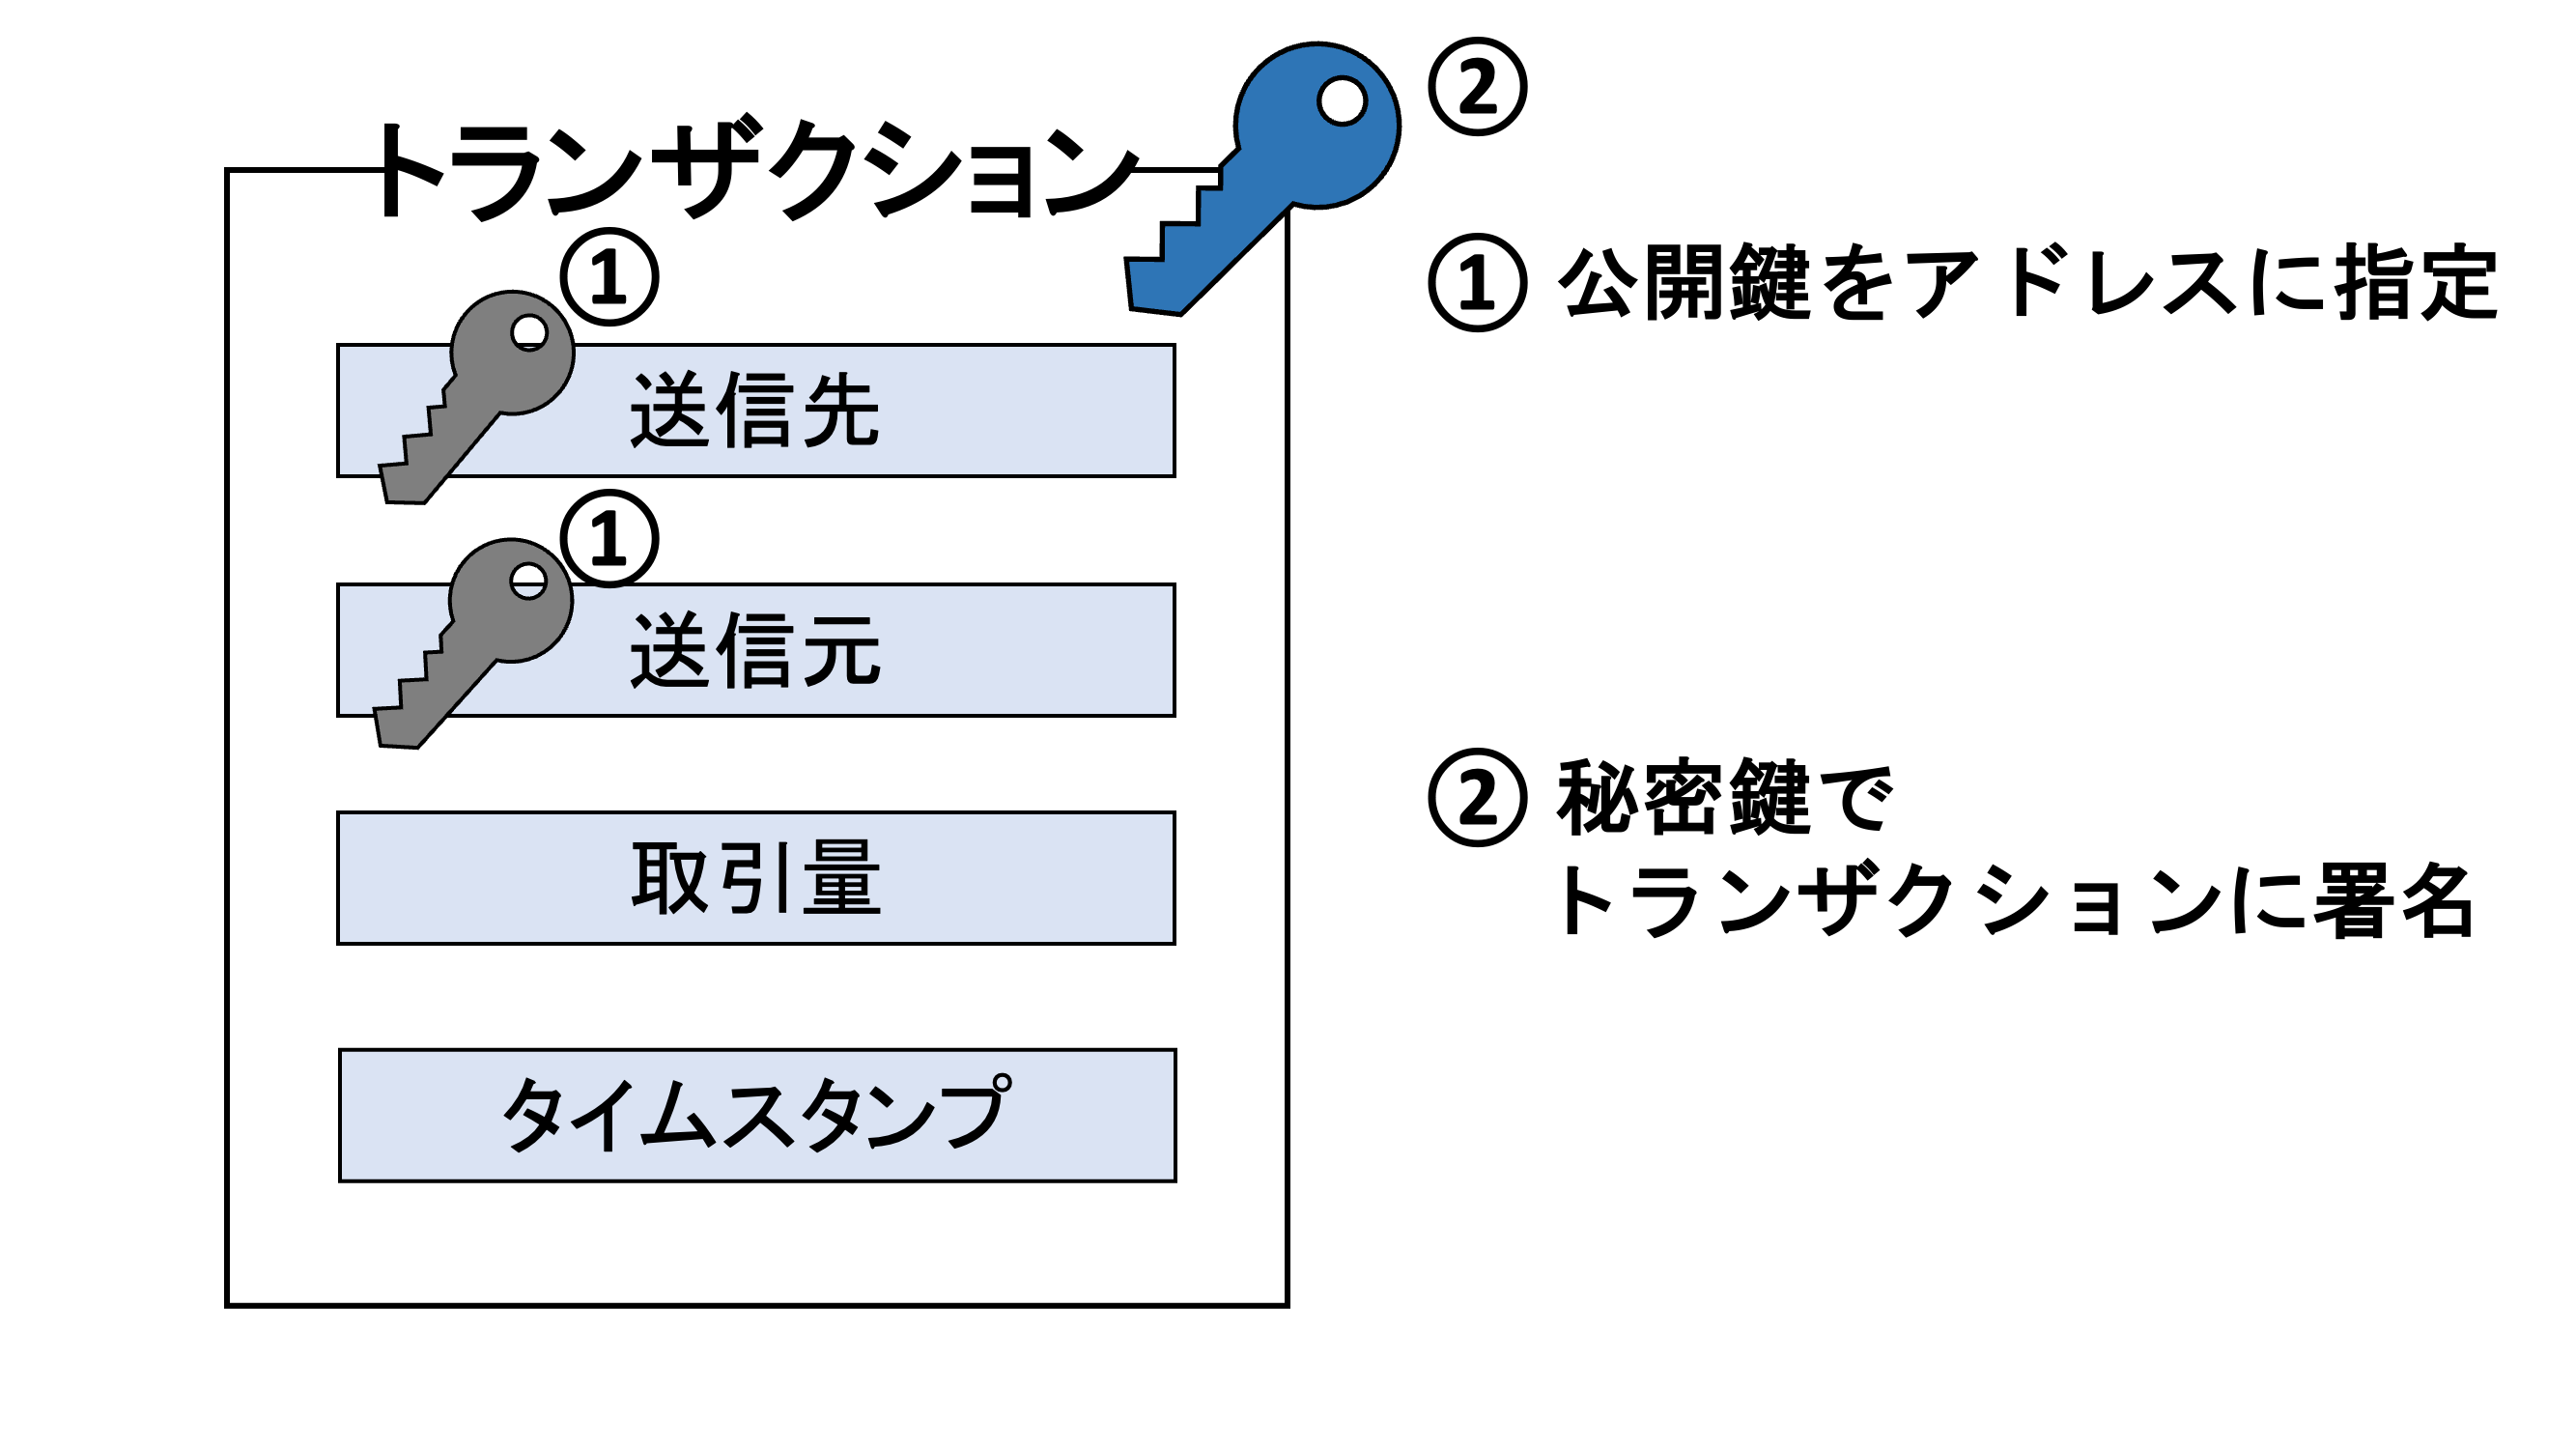 トランザクション
②
①
送信先
①
送信元
取引量
タイムスタンプ
① 公開鍵をアドレスに指定
② 秘密鍵で
トランザクションに署名